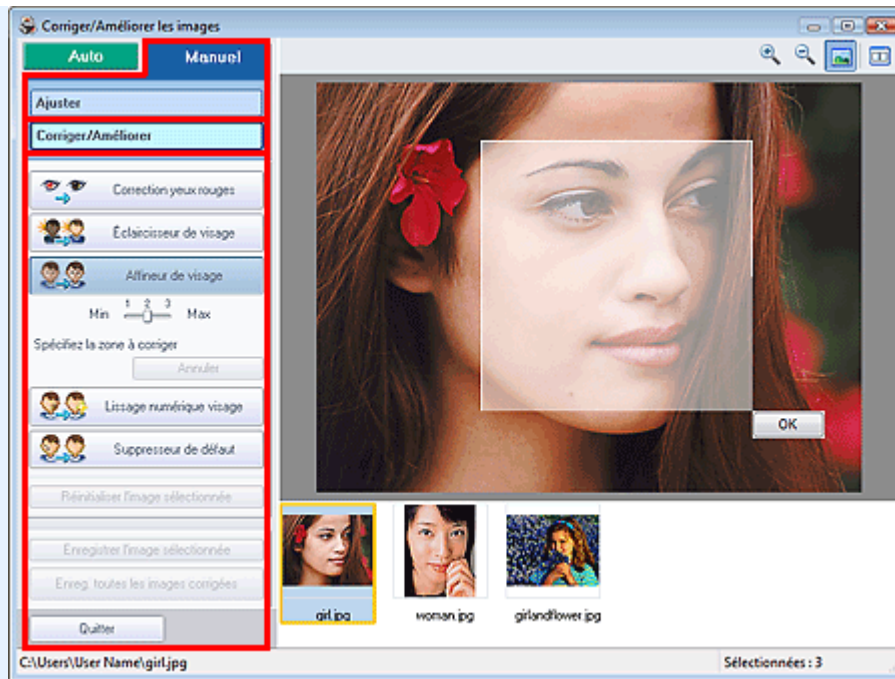 Corriger/Améliorer les images
Auto
Manuel
Ajuster
Corriger/Améliorer
Correction yeux rouges
Éclaircisseur de visage
Affineur de visage
1 2 3
Min Max
Spécifiez la zone à corriger
Annuler
Lissage numérique visage
Suppresseur de défaut
Réinitialiser l'image sélectionnée
Enregistrer l'image sélectionnée
Enreg. toutes les images corrigées
Quitter
OK
girl.jpg
woman.jpg
girlandflower.jpg
C:\Users\User Name\girl.jpg
Sélectionnées : 3